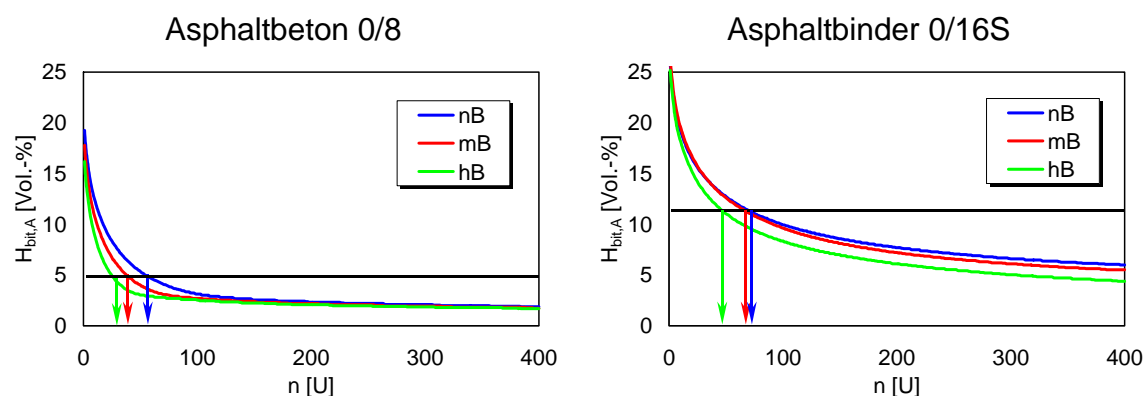 Asphaltbeton 0/8
H_bit,A [Vol.-%]
25
20
15
10
5
0
nB
mB
hB
0 100 200 300 400
n [U]
Asphaltbinder 0/16S
H_bit,A [Vol.-%]
25
20
15
10
5
0
nB
mB
hB
0 100 200 300 400
n [U]